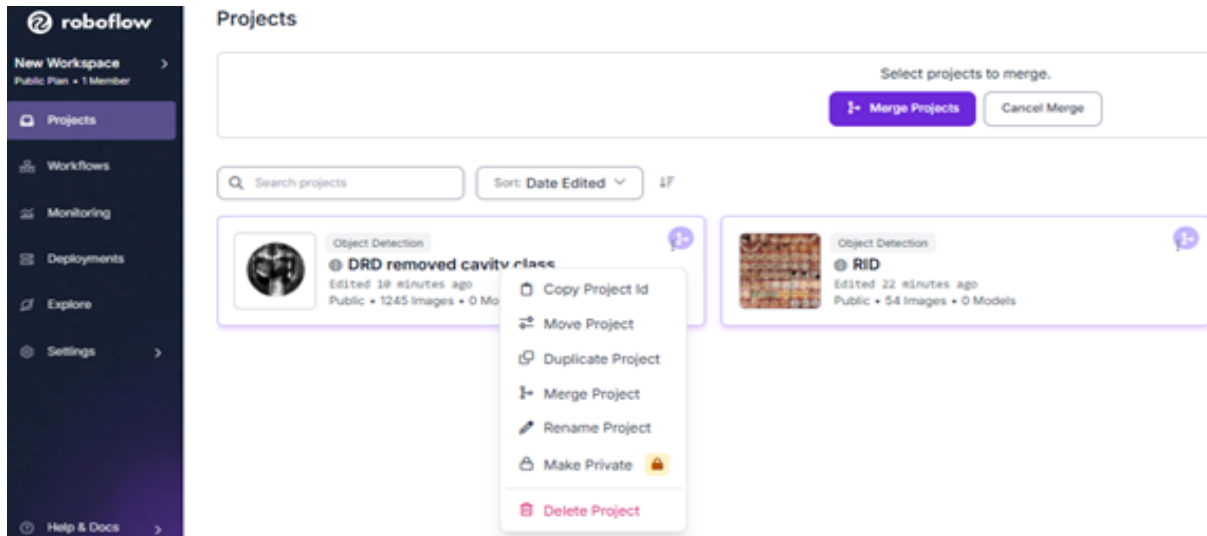 roboflow
New Workspace
Public Plan • 1 Member
Projects
Workflows
Monitoring
Deployments
Explore
Settings
Help & Docs
Projects
Select projects to merge.
Merge Projects
Cancel Merge
Search projects
Sort: Date Edited
Object Detection
DRD removed cavity class
Edited 10 minutes ago
Public • 1245 Images • 0 Mo
Copy Project Id
Move Project
Duplicate Project
Merge Project
Rename Project
Make Private
Delete Project
Object Detection
RID
Edited 22 minutes ago
Public • 54 Images • 0 Models